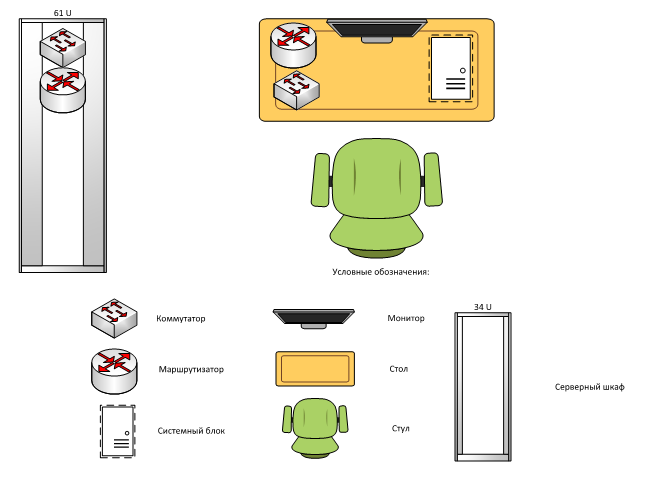 61 U
Условные обозначения:
34 U
Коммутатор
Монитор
Маршрутизатор
Стол
Серверный шкаф
Системный блок
Стул